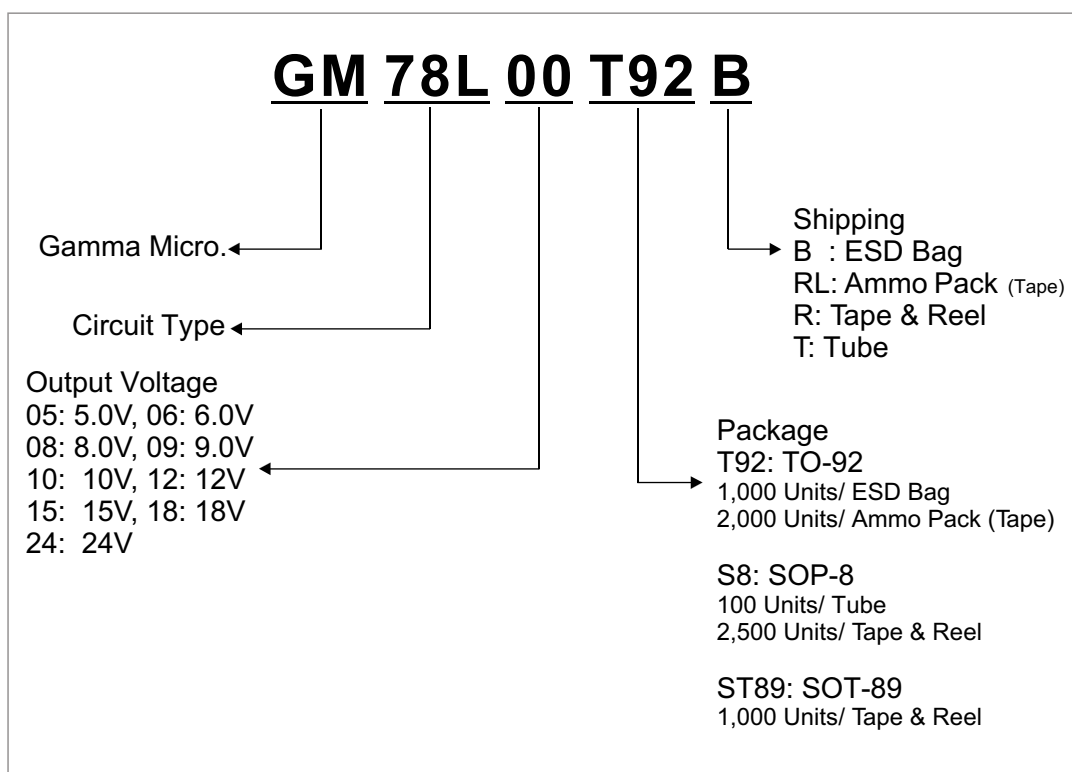 GM 78L 00 T92 B
Gamma Micro.
Circuit Type
Output Voltage
05: 5.0V, 06: 6.0V
08: 8.0V, 09: 9.0V
10: 10V, 12: 12V
15: 15V, 18: 18V
24: 24V
Shipping
B : ESD Bag
RL: Ammo Pack (Tape)
R: Tape & Reel
T: Tube
Package
T92: TO-92
1,000 Units/ ESD Bag
2,000 Units/ Ammo Pack (Tape)
S8: SOP-8
100 Units/ Tube
2,500 Units/ Tape & Reel
ST89: SOT-89
1,000 Units/ Tape & Reel